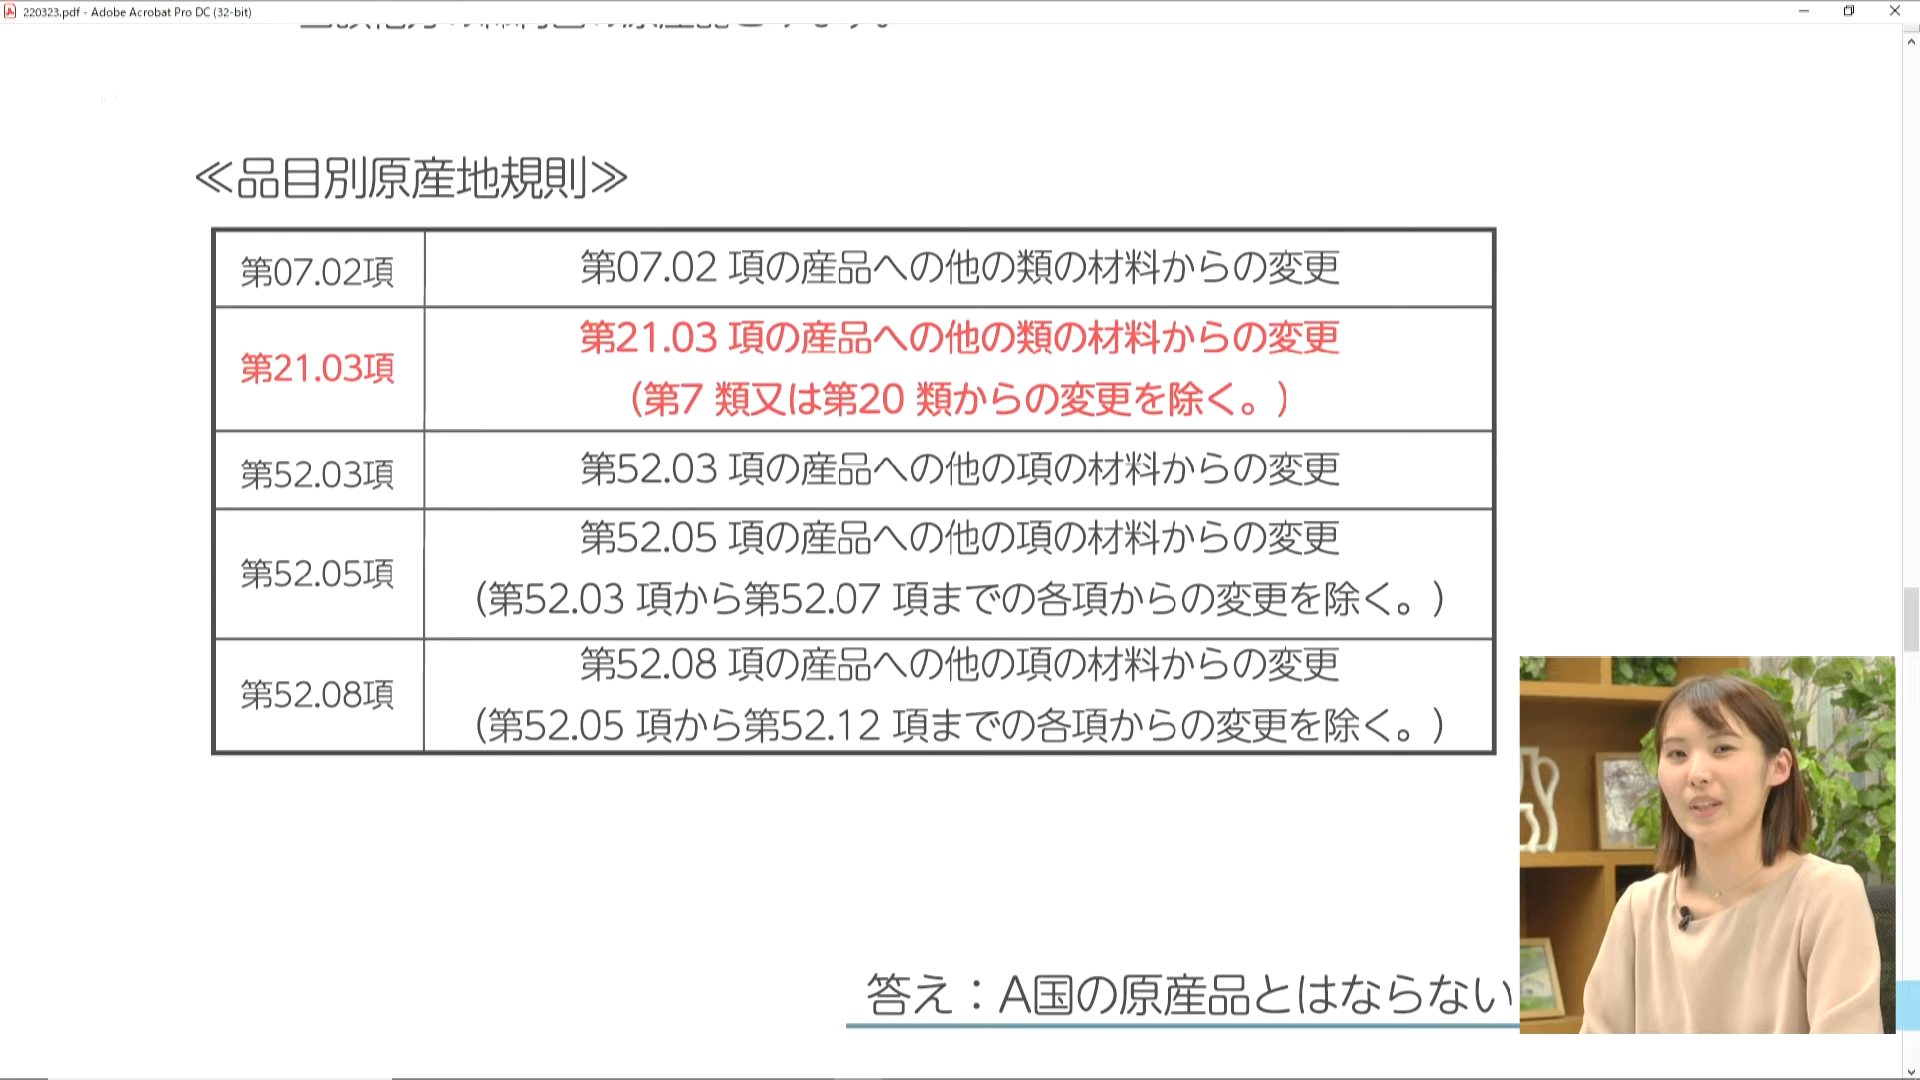 220323.pdf - Adobe Acrobat Pro DC (32-bit)
≪品目別原産地規則≫
第07.02項
第07.02 項の産品への他の類の材料からの変更
第21.03項
第21.03 項の産品への他の類の材料からの変更
（第7 類又は第20 類からの変更を除く。）
第52.03項
第52.03 項の産品への他の項の材料からの変更
第52.05項
第52.05 項の産品への他の項の材料からの変更
（第52.03 項から第52.07 項までの各項からの変更を除く。）
第52.08項
第52.08 項の産品への他の項の材料からの変更
（第52.05 項から第52.12 項までの各項からの変更を除く。）
答え：A国の原産品とはならない